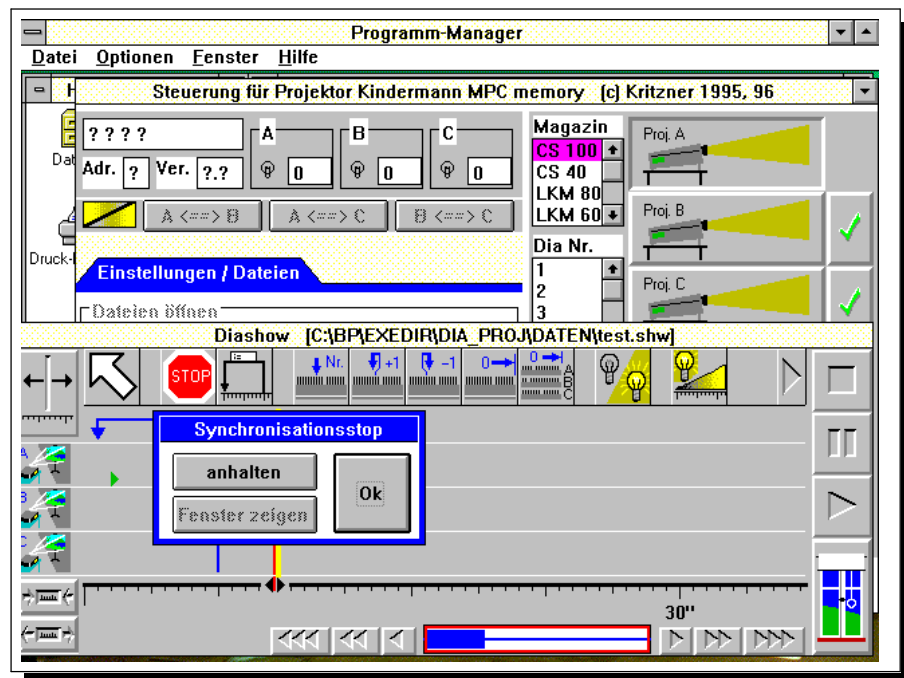 Programm-Manager
Datei Optionen Fenster Hilfe
H
Steuerung für Projektor Kindermann MPC memory (c) Kritzner 1995, 96
? ? ? ?
A
B
C
Adr. ? Ver. ?.?
0
0
0
Dat
A <==> B
A <==> C
B <==> C
Druck-
Einstellungen / Dateien
Dateien öffnen
Magazin
CS 100
CS 40
LKM 80
LKM 60
Dia Nr.
1
2
3
Proj. A
Proj. B
Proj. C
Diashow [C:\BP\EXEDIR\DIA_PROJ\DATEN\test.shw]
STOP
Nr.
+1
-1
0
0
A
B
C
Synchronisationsstop
anhalten
Fenster zeigen
Ok
A
B
C
30''